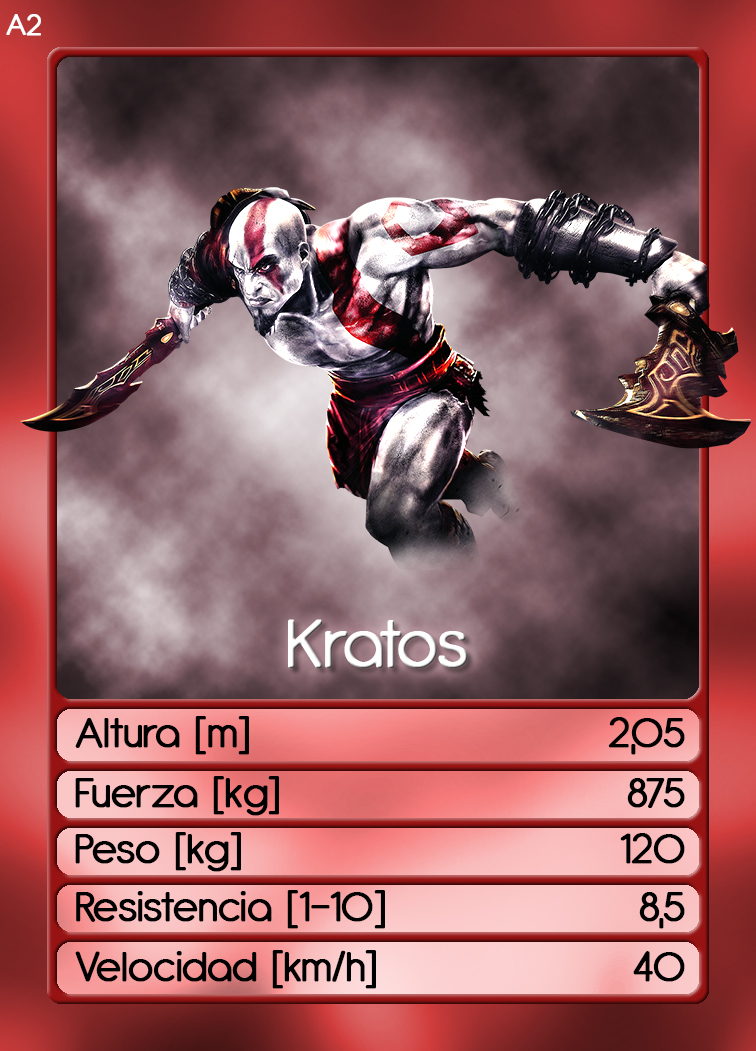 A2
Kratos
Altura [m] 2,05
Fuerza [kg] 875
Peso [kg] 120
Resistencia [1-10] 8,5
Velocidad [km/h] 40